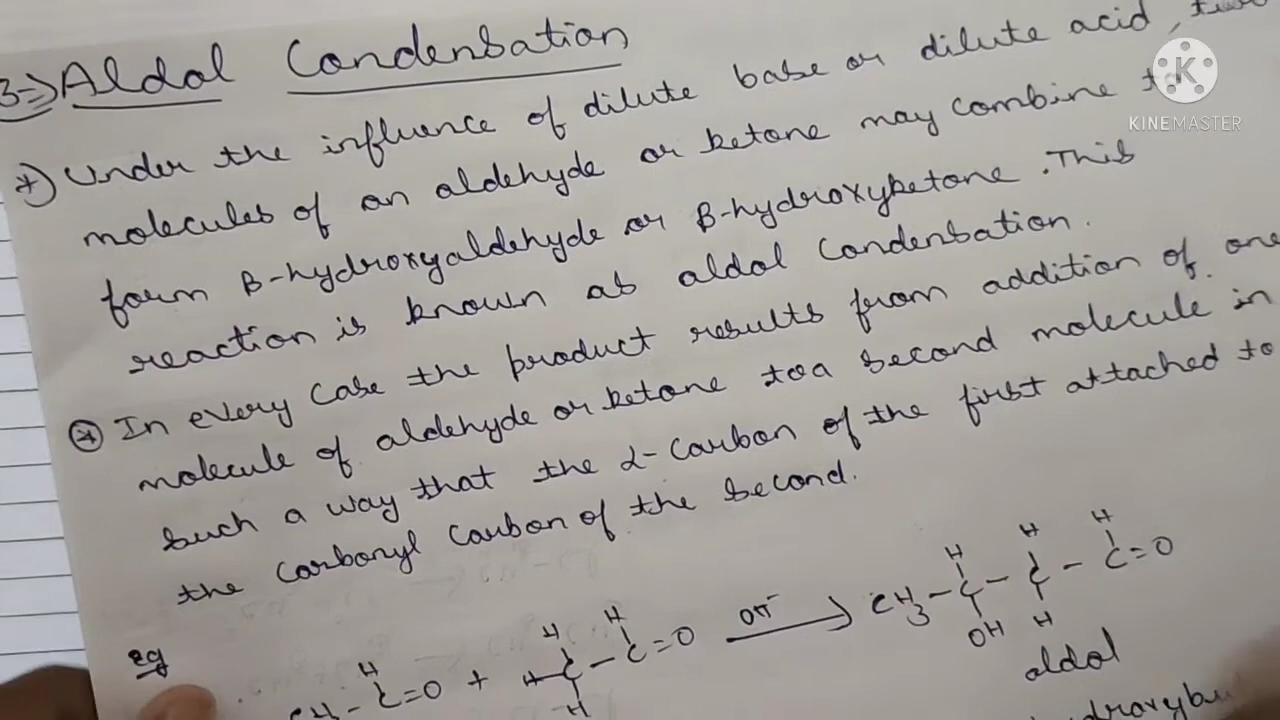 3⇒ Aldol Condensation
*) Under the influence of dilute base or dilute acid, two
molecules of an aldehyde or ketone may combine to
form β-hydroxyaldehyde or β-hydroxyketone. This
reaction is known as aldol condensation.
* In every case the product results from addition of one
molecule of aldehyde or ketone to a second molecule in
such a way that the α-carbon of the first attached to
the carbonyl carbon of the second.
eg
H H H H H H
C=O + H-C-C=O OH⁻ → CH3-C-C-C=O
H OH H
aldol
KINEMASTER